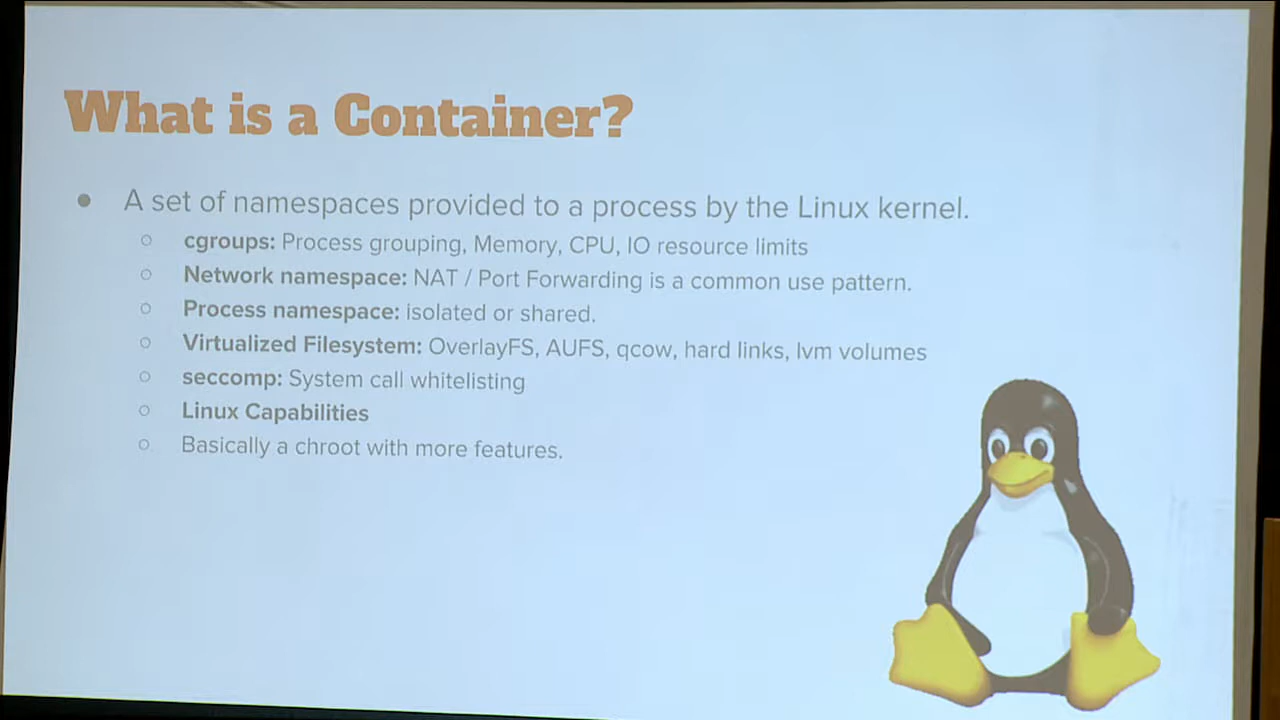 What is a Container?
● A set of namespaces provided to a process by the Linux kernel.
○ cgroups: Process grouping, Memory, CPU, IO resource limits
○ Network namespace: NAT / Port Forwarding is a common use pattern.
○ Process namespace: isolated or shared.
○ Virtualized Filesystem: OverlayFS, AUFS, qcow, hard links, lvm volumes
○ seccomp: System call whitelisting
○ Linux Capabilities
○ Basically a chroot with more features.